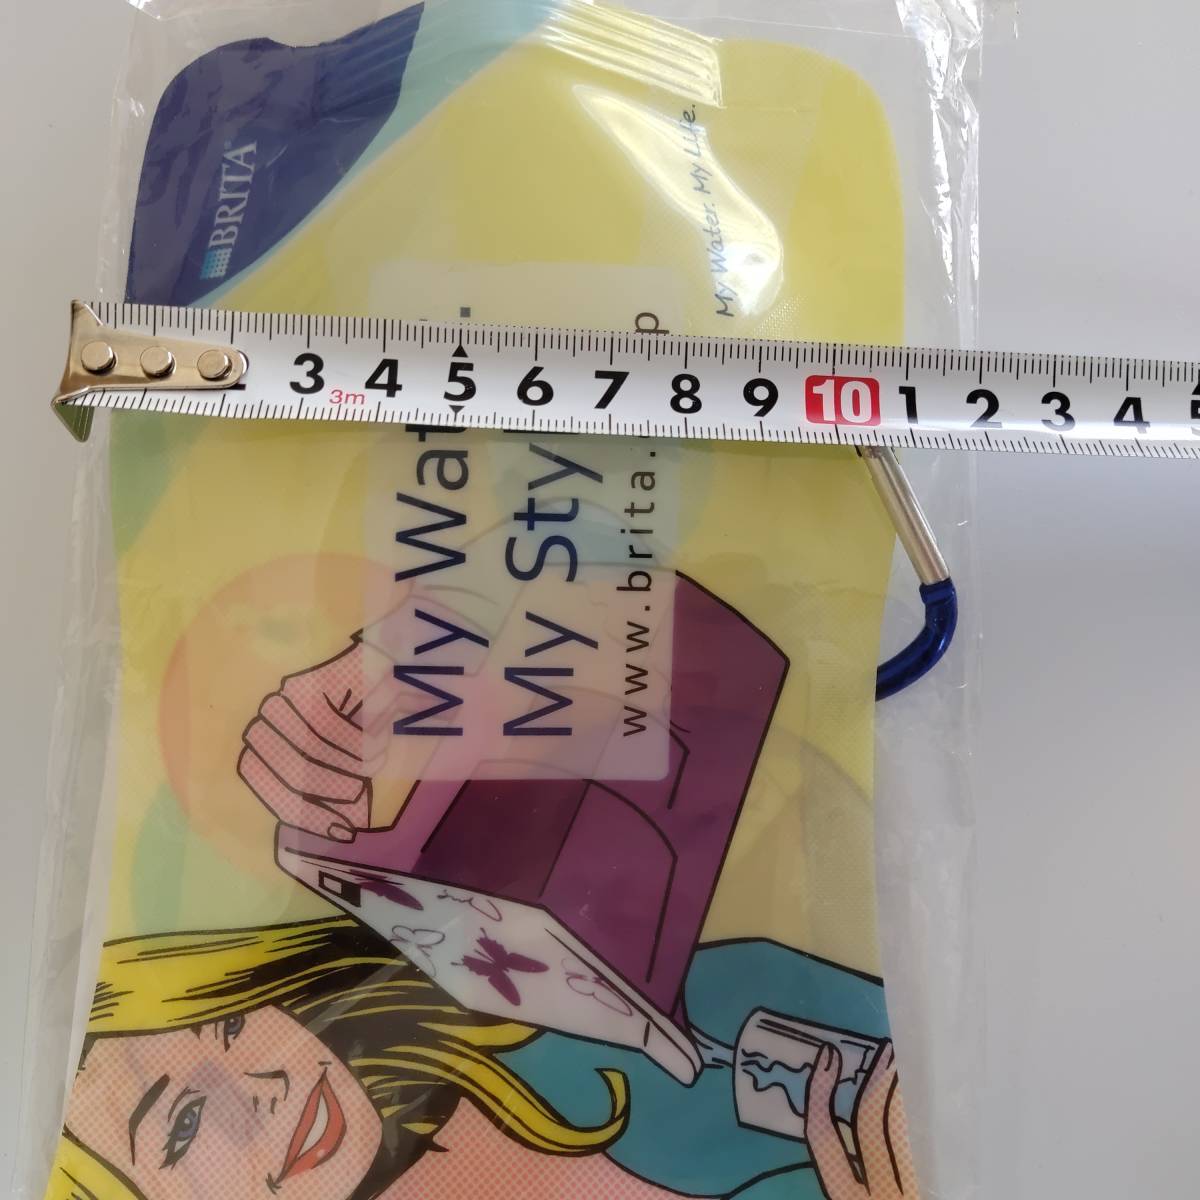 BRITA®
My Water. My Life.
My Wat
My Sty
www.brita.
p
3 4 5 6 7 8 9 10 1 2 3 4 5
3m